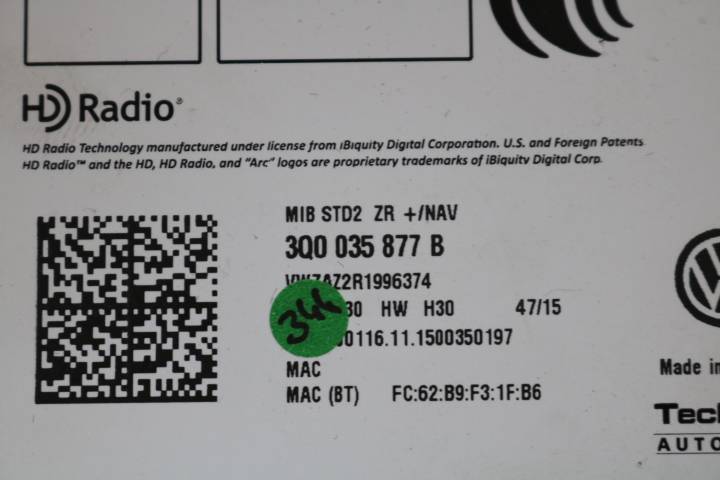 HD Radio®
HD Radio Technology manufactured under license from iBiquity Digital Corporation. U.S. and Foreign Patents
HD Radio™ and the HD, HD Radio, and "Arc" logos are proprietary trademarks of iBiquity Digital Corp.
MIB STD2 ZR +/NAV
3Q0 035 877 B
VWZAZ2R1996374
344
30 HW H30 47/15
0116.11.1500350197
MAC
MAC (BT) FC:62:B9:F3:1F:B6
Made in
Tec
AUTO